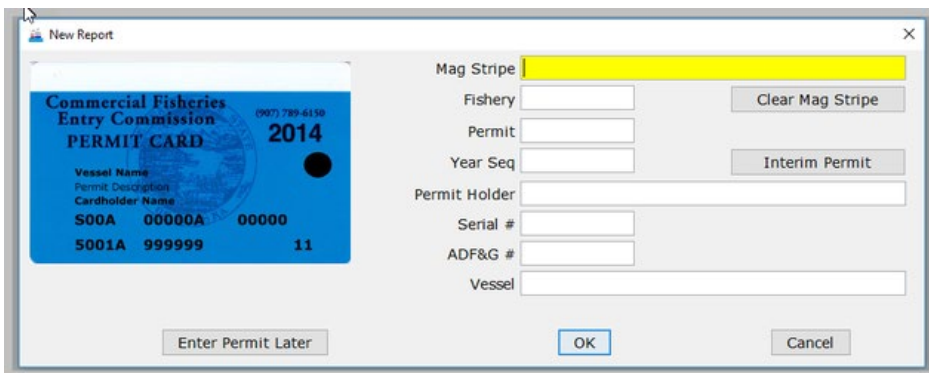 New Report
Mag Stripe
Fishery
Clear Mag Stripe
Permit
Year Seq
Interim Permit
Permit Holder
Serial #
ADF&G #
Vessel
Commercial Fisheries
Entry Commission
(907) 789-6150
PERMIT CARD
2014
Vessel Name
Permit Description
Cardholder Name
S00A 00000A 00000
5001A 999999 11
Enter Permit Later
OK
Cancel